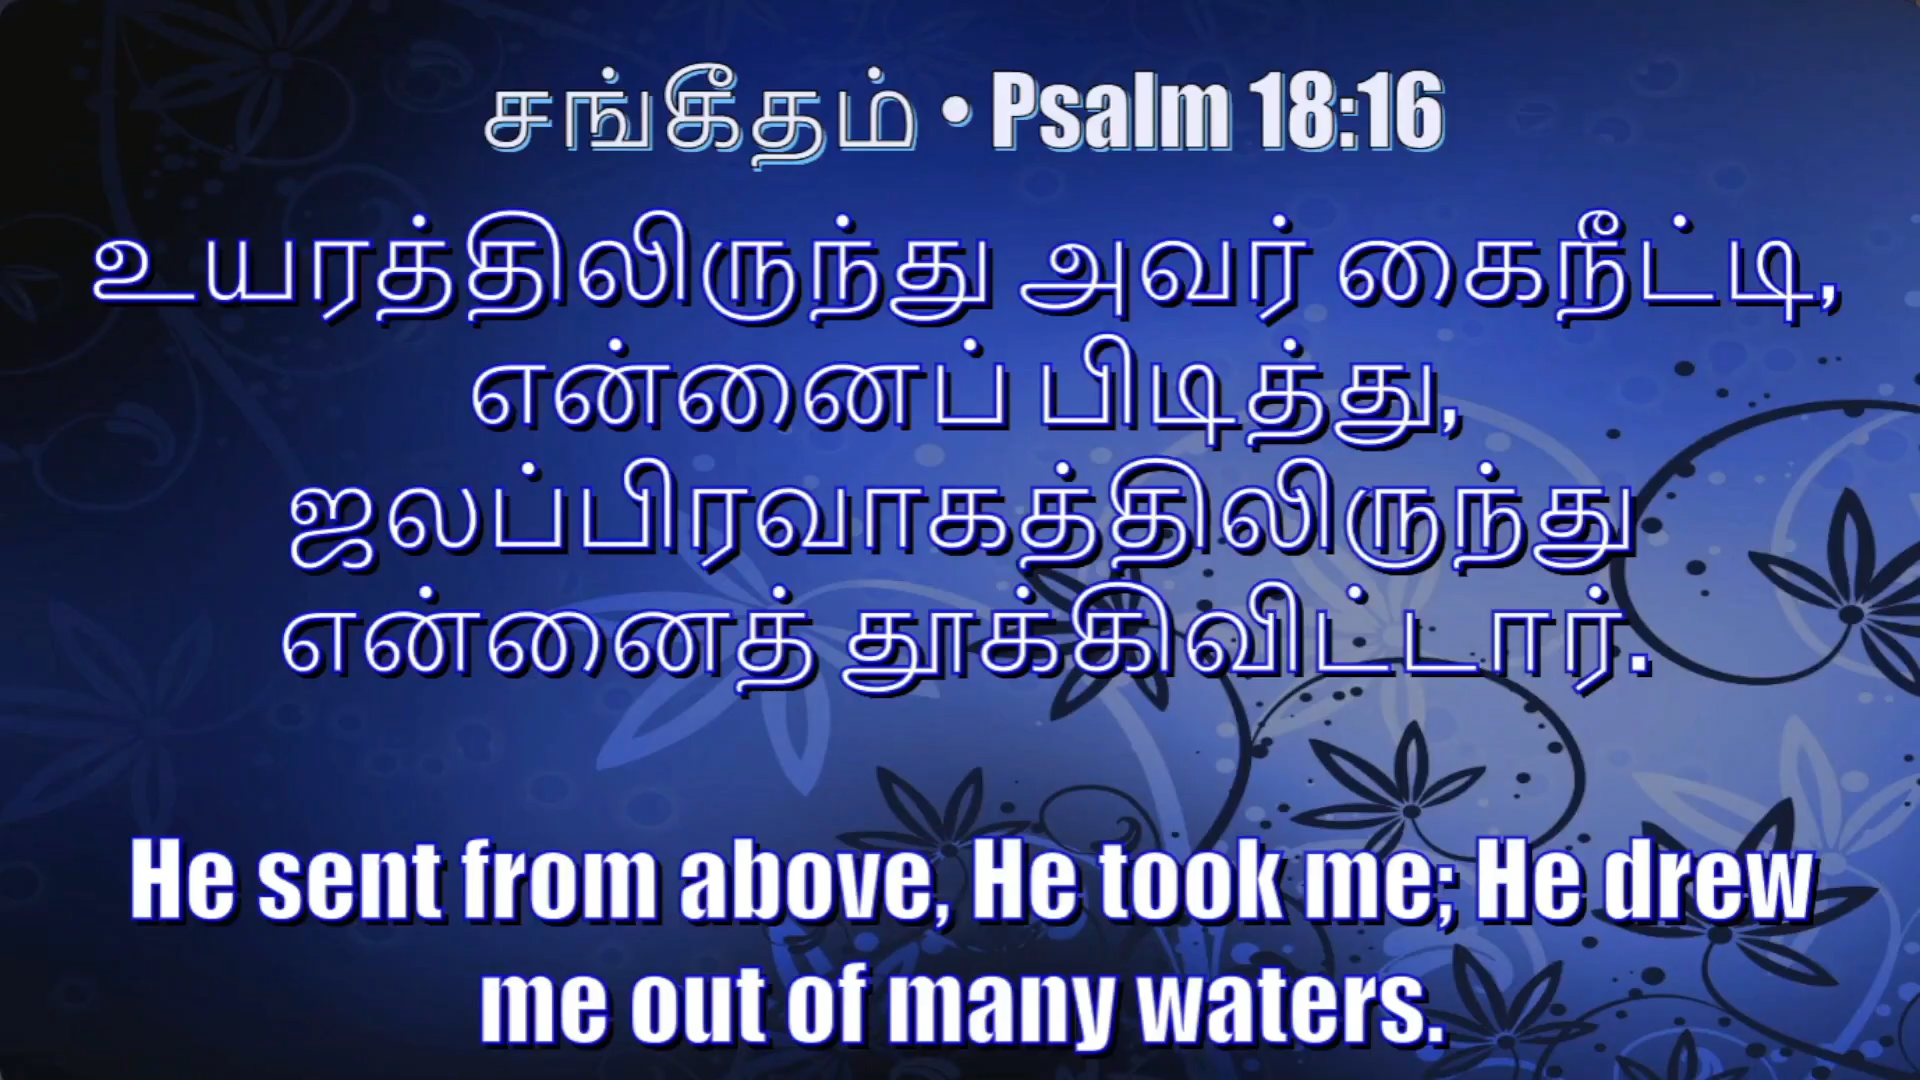 சங்கீதம் • Psalm 18:16
உயரத்திலிருந்து அவர் கைநீட்டி,
என்னைப் பிடித்து,
ஜலப்பிரவாகத்திலிருந்து
என்னைத் தூக்கிவிட்டார்.
He sent from above, He took me; He drew
me out of many waters.